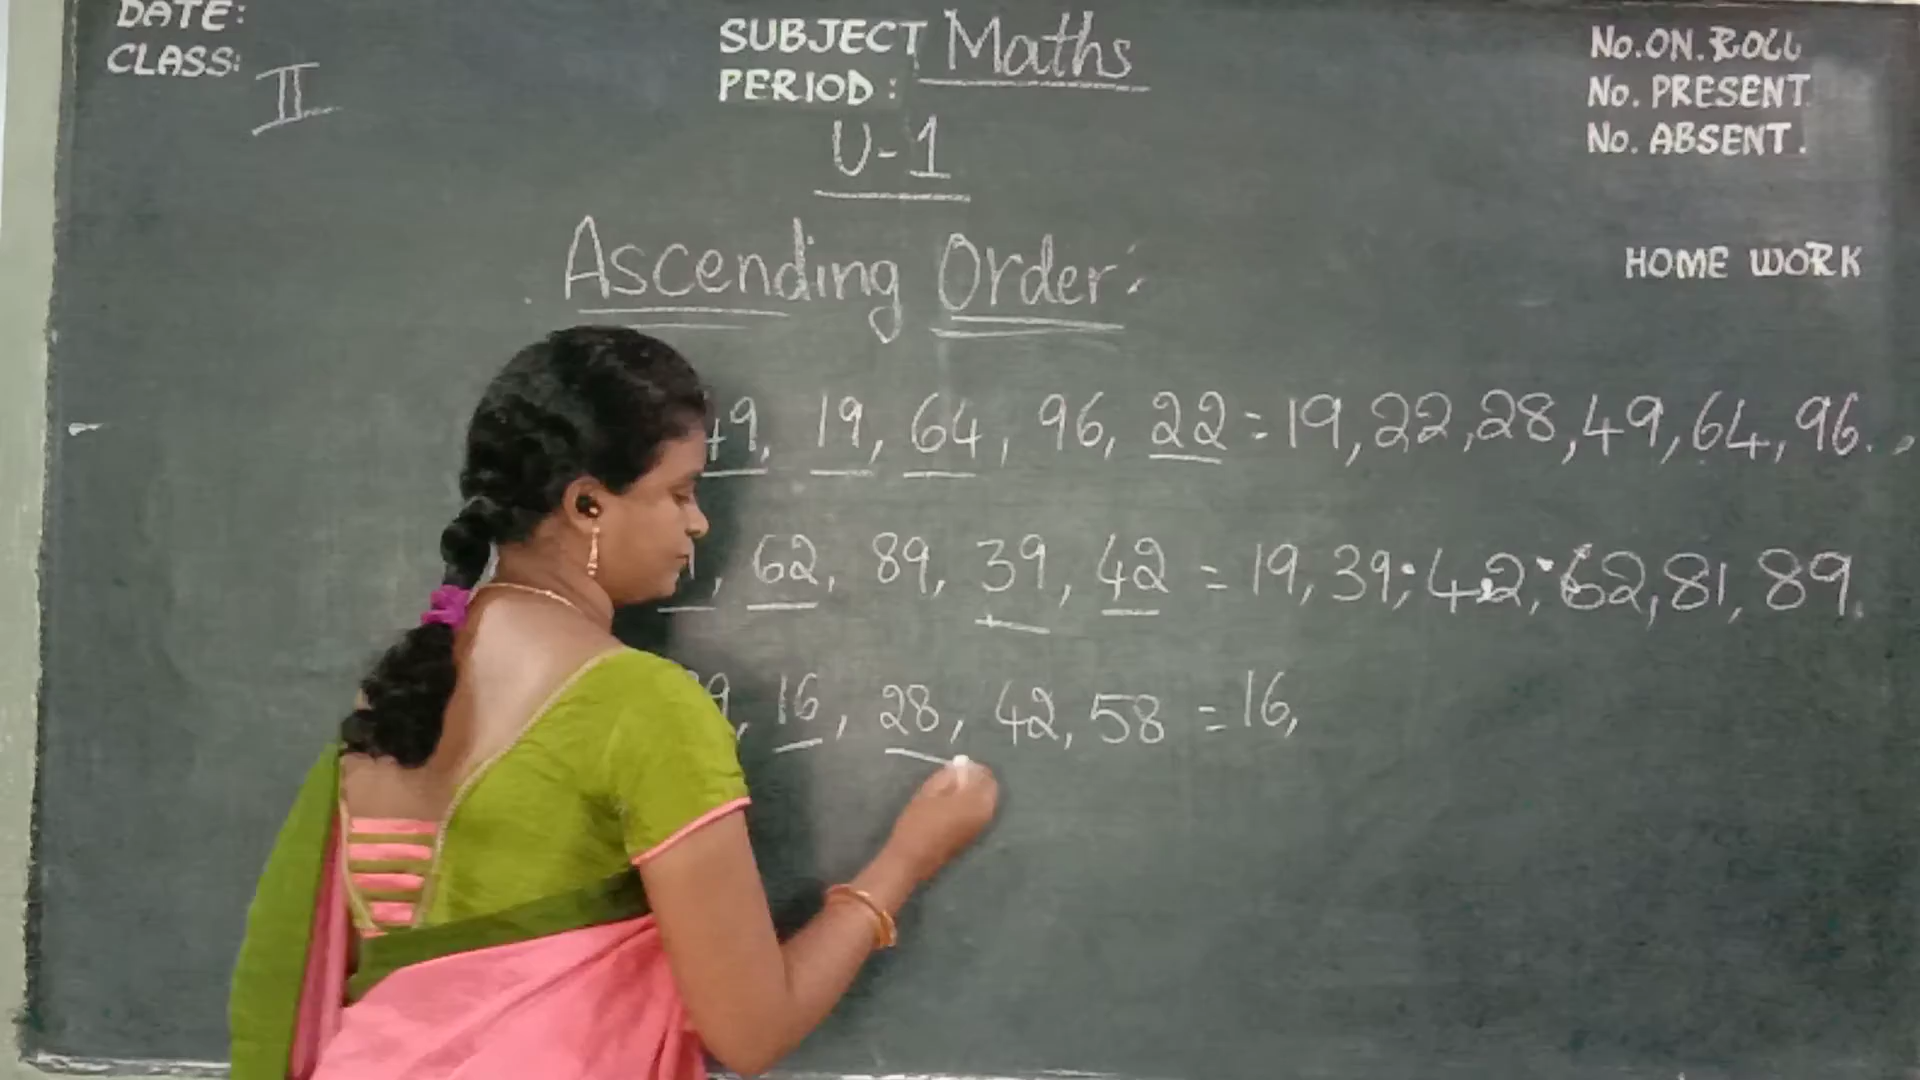 DATE:
CLASS: II
SUBJECT Maths
PERIOD:
U-1
No. ON. ROLL
No. PRESENT
No. ABSENT.
HOME WORK
Ascending Order:
49, 19, 64, 96, 22 = 19, 22, 28, 49, 64, 96.
, 62, 89, 39, 42 = 19, 39, 42, 62, 81, 89.
, 16, 28, 42, 58 = 16,